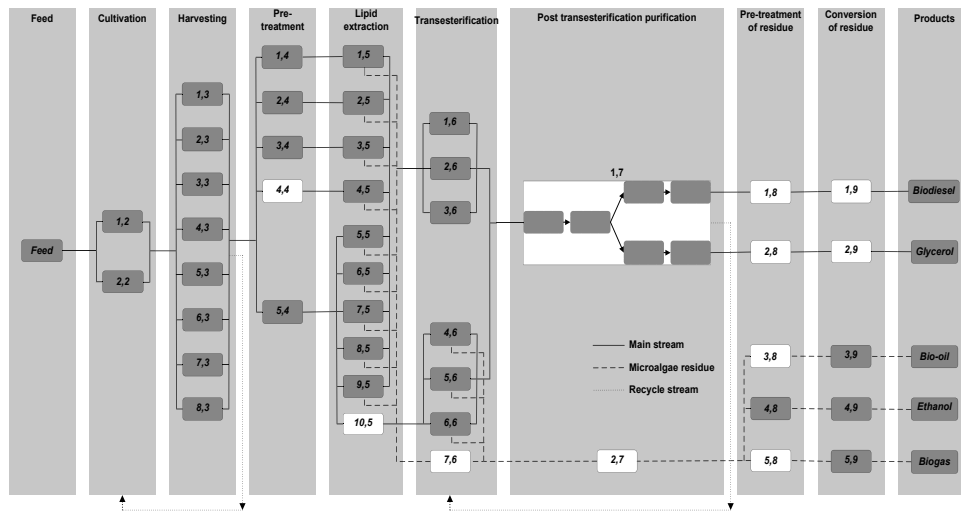 Feed
Cultivation
Harvesting
Pre-
treatment
Lipid
extraction
Transesterification
Post transesterification purification
Pre-treatment
of residue
Conversion
of residue
Products
Feed
1,2
2,2
1,3
2,3
3,3
4,3
5,3
6,3
7,3
8,3
1,4
2,4
3,4
4,4
5,4
1,5
2,5
3,5
4,5
5,5
6,5
7,5
8,5
9,5
10,5
1,6
2,6
3,6
4,6
5,6
6,6
7,6
1,7
Main stream
Microalgae residue
Recycle stream
2,7
1,8
2,8
3,8
4,8
5,8
1,9
2,9
3,9
4,9
5,9
Biodiesel
Glycerol
Bio-oil
Ethanol
Biogas